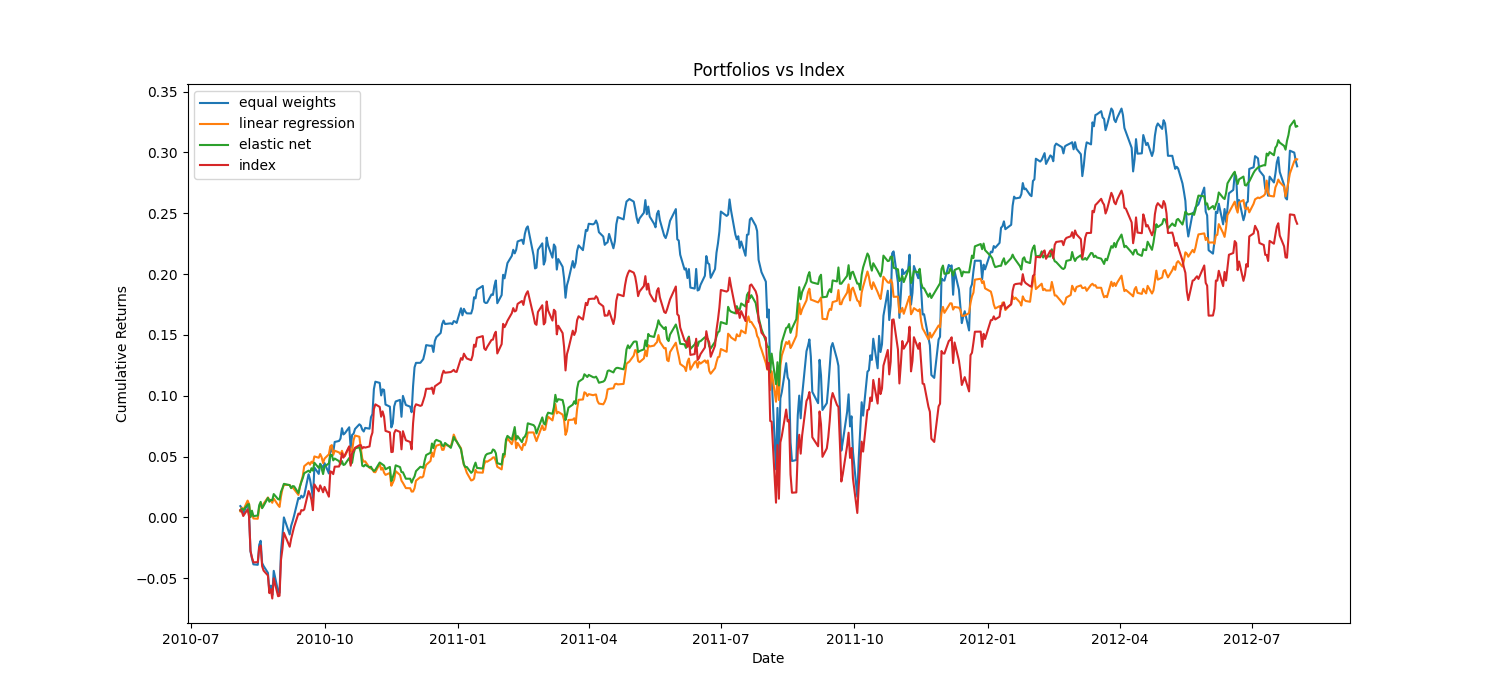 Portfolios vs Index
equal weights
linear regression
elastic net
index
Cumulative Returns
0.35
0.30
0.25
0.20
0.15
0.10
0.05
0.00
−0.05
2010-07
2010-10
2011-01
2011-04
2011-07
2011-10
2012-01
2012-04
2012-07
Date